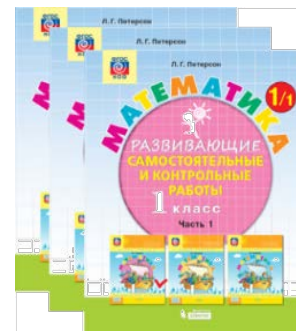 Л. Г. Петерсон
Л. Г. Петерсон
Л. Г. Петерсон
МАТЕМАТИКА
1/1
РАЗВИВАЮЩИЕ
САМОСТОЯТЕЛЬНЫЕ
И КОНТРОЛЬНЫЕ
РАБОТЫ
1 класс
Часть 1